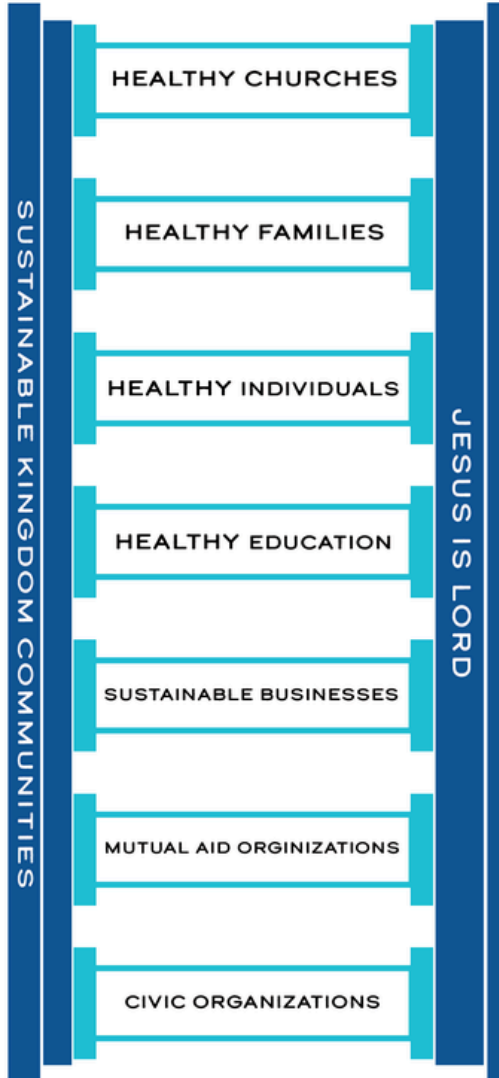 SUSTAINABLE KINGDOM COMMUNITIES
HEALTHY CHURCHES
HEALTHY FAMILIES
HEALTHY INDIVIDUALS
HEALTHY EDUCATION
SUSTAINABLE BUSINESSES
MUTUAL AID ORGINIZATIONS
CIVIC ORGANIZATIONS
JESUS IS LORD